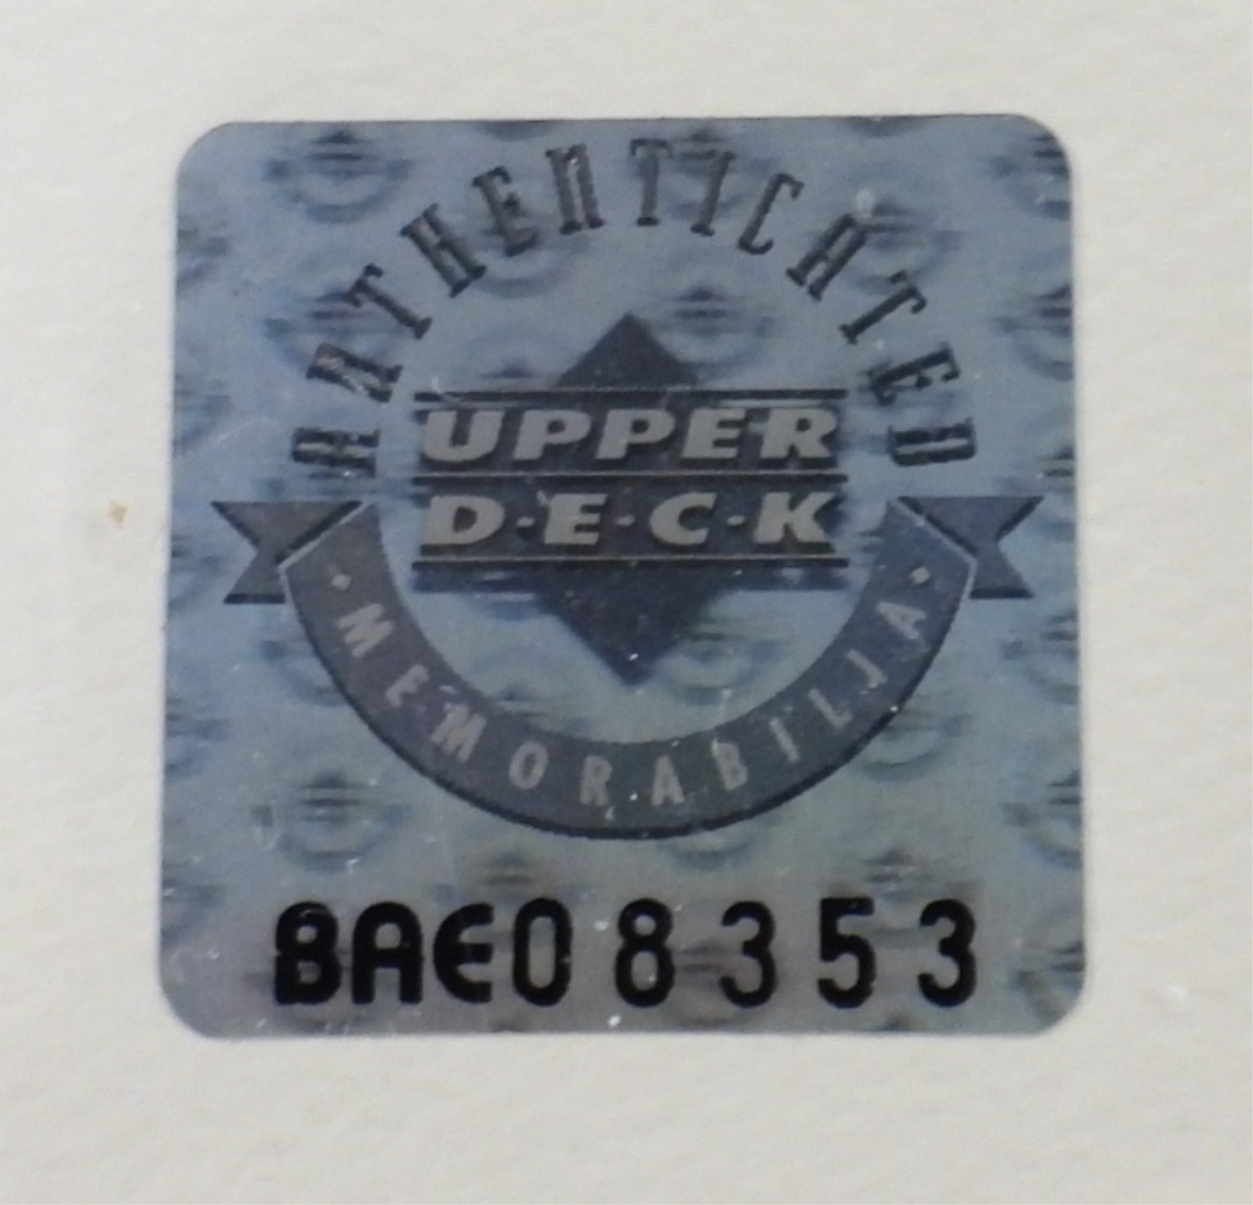 AUTHENTICATED
UPPER
D·E·C·K
· MEMORABILIA ·
BAE08353